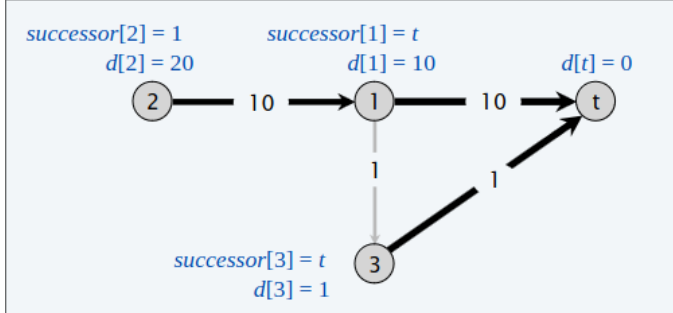 successor[2] = 1
d[2] = 20
successor[1] = t
d[1] = 10
d[t] = 0
2
10
1
10
t
1
1
successor[3] = t
d[3] = 1
3